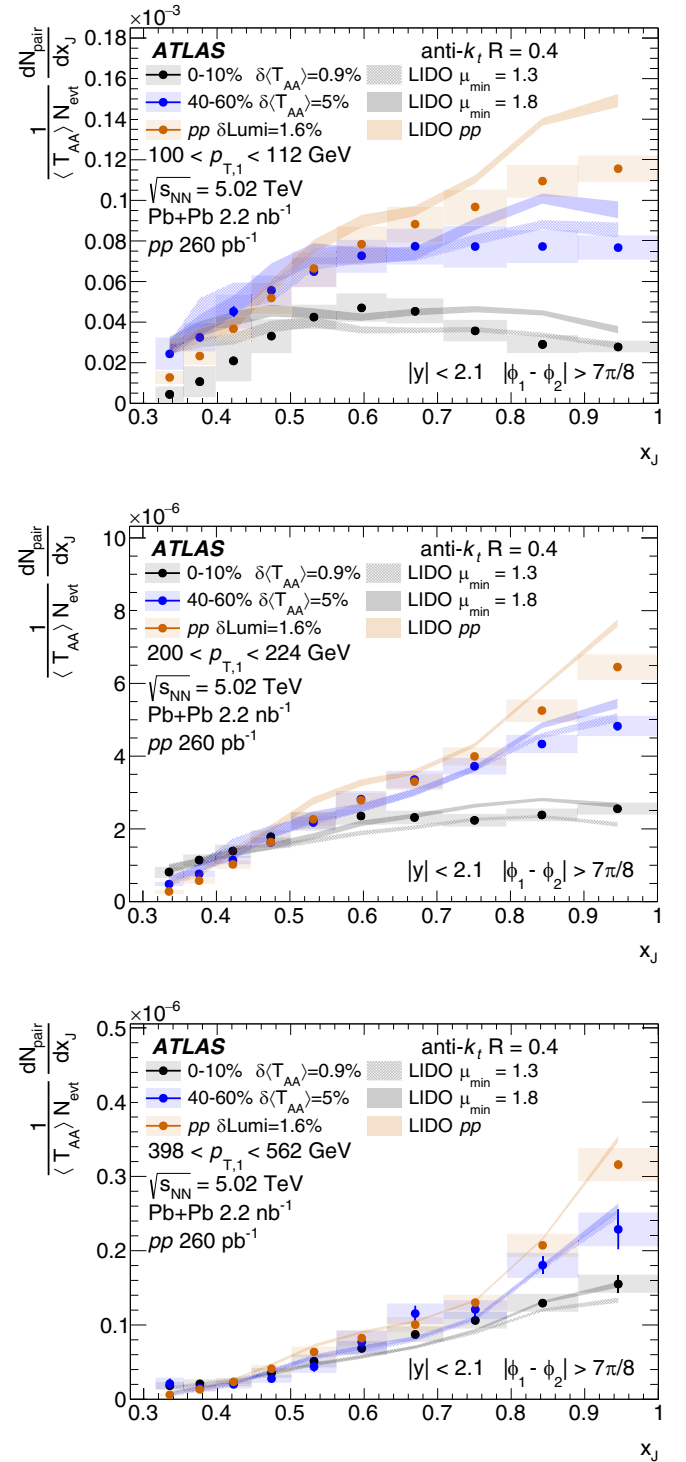 ×10⁻³
1/⟨T_AA⟩ N_evt dN_pair/dx_J
0.18
0.16
0.14
0.12
0.1
0.08
0.06
0.04
0.02
0
ATLAS
anti-k_t R = 0.4
0-10% δ⟨T_AA⟩=0.9%
LIDO μ_min = 1.3
40-60% δ⟨T_AA⟩=5%
LIDO μ_min = 1.8
pp δLumi=1.6%
LIDO pp
100 < p_T,1 < 112 GeV
√s_NN = 5.02 TeV
Pb+Pb 2.2 nb⁻¹
pp 260 pb⁻¹
|y| < 2.1 |ϕ₁ - ϕ₂| > 7π/8
0.3 0.4 0.5 0.6 0.7 0.8 0.9 1
x_J
×10⁻⁶
1/⟨T_AA⟩ N_evt dN_pair/dx_J
10
8
6
4
2
0
ATLAS
anti-k_t R = 0.4
0-10% δ⟨T_AA⟩=0.9%
LIDO μ_min = 1.3
40-60% δ⟨T_AA⟩=5%
LIDO μ_min = 1.8
pp δLumi=1.6%
LIDO pp
200 < p_T,1 < 224 GeV
√s_NN = 5.02 TeV
Pb+Pb 2.2 nb⁻¹
pp 260 pb⁻¹
|y| < 2.1 |ϕ₁ - ϕ₂| > 7π/8
0.3 0.4 0.5 0.6 0.7 0.8 0.9 1
x_J
×10⁻⁶
1/⟨T_AA⟩ N_evt dN_pair/dx_J
0.5
0.4
0.3
0.2
0.1
0
ATLAS
anti-k_t R = 0.4
0-10% δ⟨T_AA⟩=0.9%
LIDO μ_min = 1.3
40-60% δ⟨T_AA⟩=5%
LIDO μ_min = 1.8
pp δLumi=1.6%
LIDO pp
398 < p_T,1 < 562 GeV
√s_NN = 5.02 TeV
Pb+Pb 2.2 nb⁻¹
pp 260 pb⁻¹
|y| < 2.1 |ϕ₁ - ϕ₂| > 7π/8
0.3 0.4 0.5 0.6 0.7 0.8 0.9 1
x_J